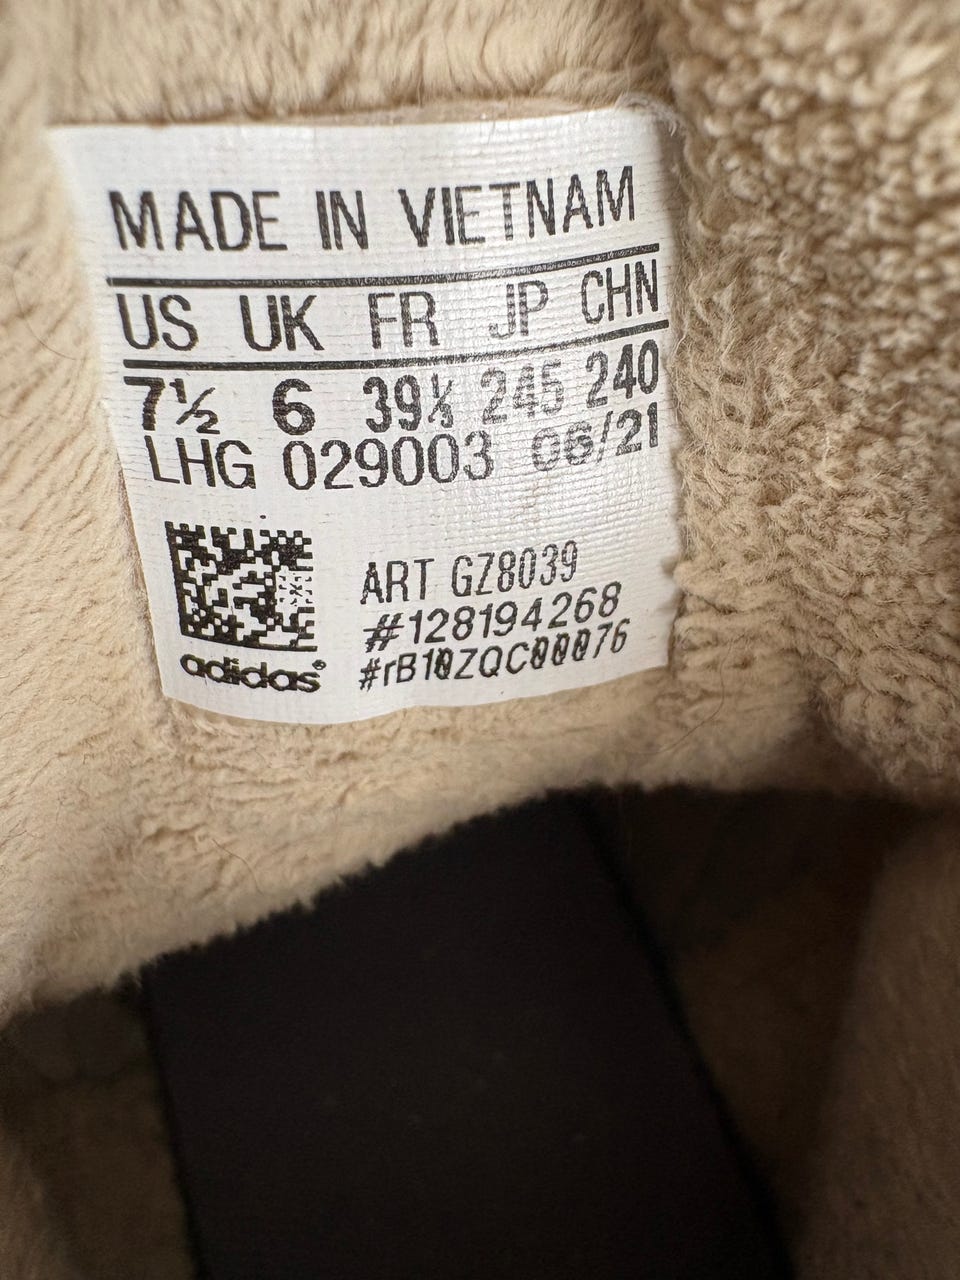 MADE IN VIETNAM
US UK FR JP CHN
7½ 6 39⅓ 245 240
LHG 029003 06/21
ART GZ8039
#128194268
#rB10ZQC00076
adidas®